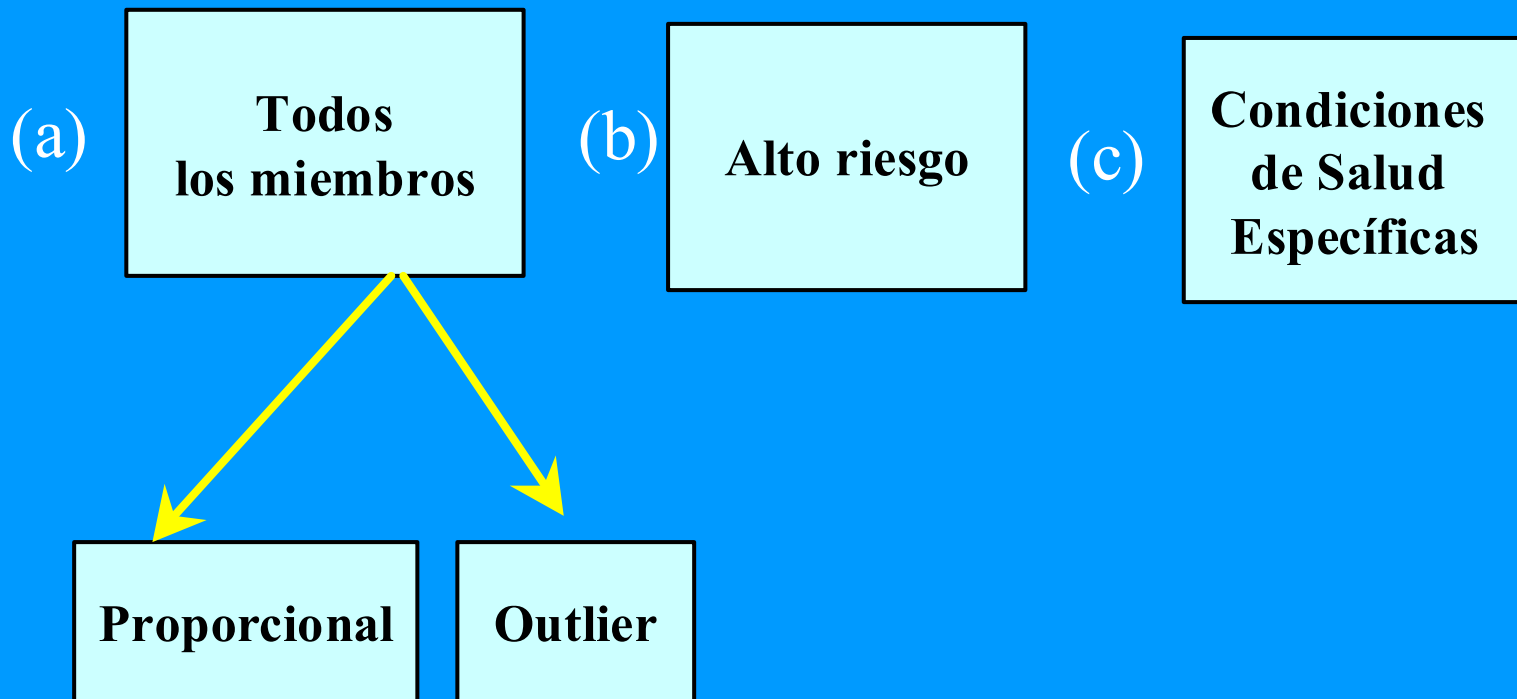 (a)
Todos
los miembros
(b)
Alto riesgo
(c)
Condiciones
de Salud
Específicas
Proporcional
Outlier